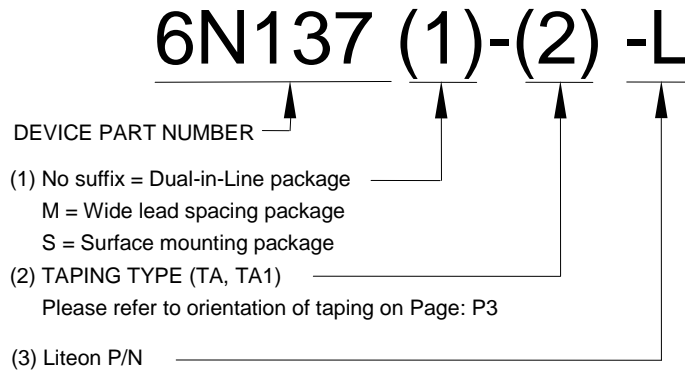 6N137 (1)-(2) -L
DEVICE PART NUMBER
(1) No suffix = Dual-in-Line package
M = Wide lead spacing package
S = Surface mounting package
(2) TAPING TYPE (TA, TA1)
Please refer to orientation of taping on Page: P3
(3) Liteon P/N